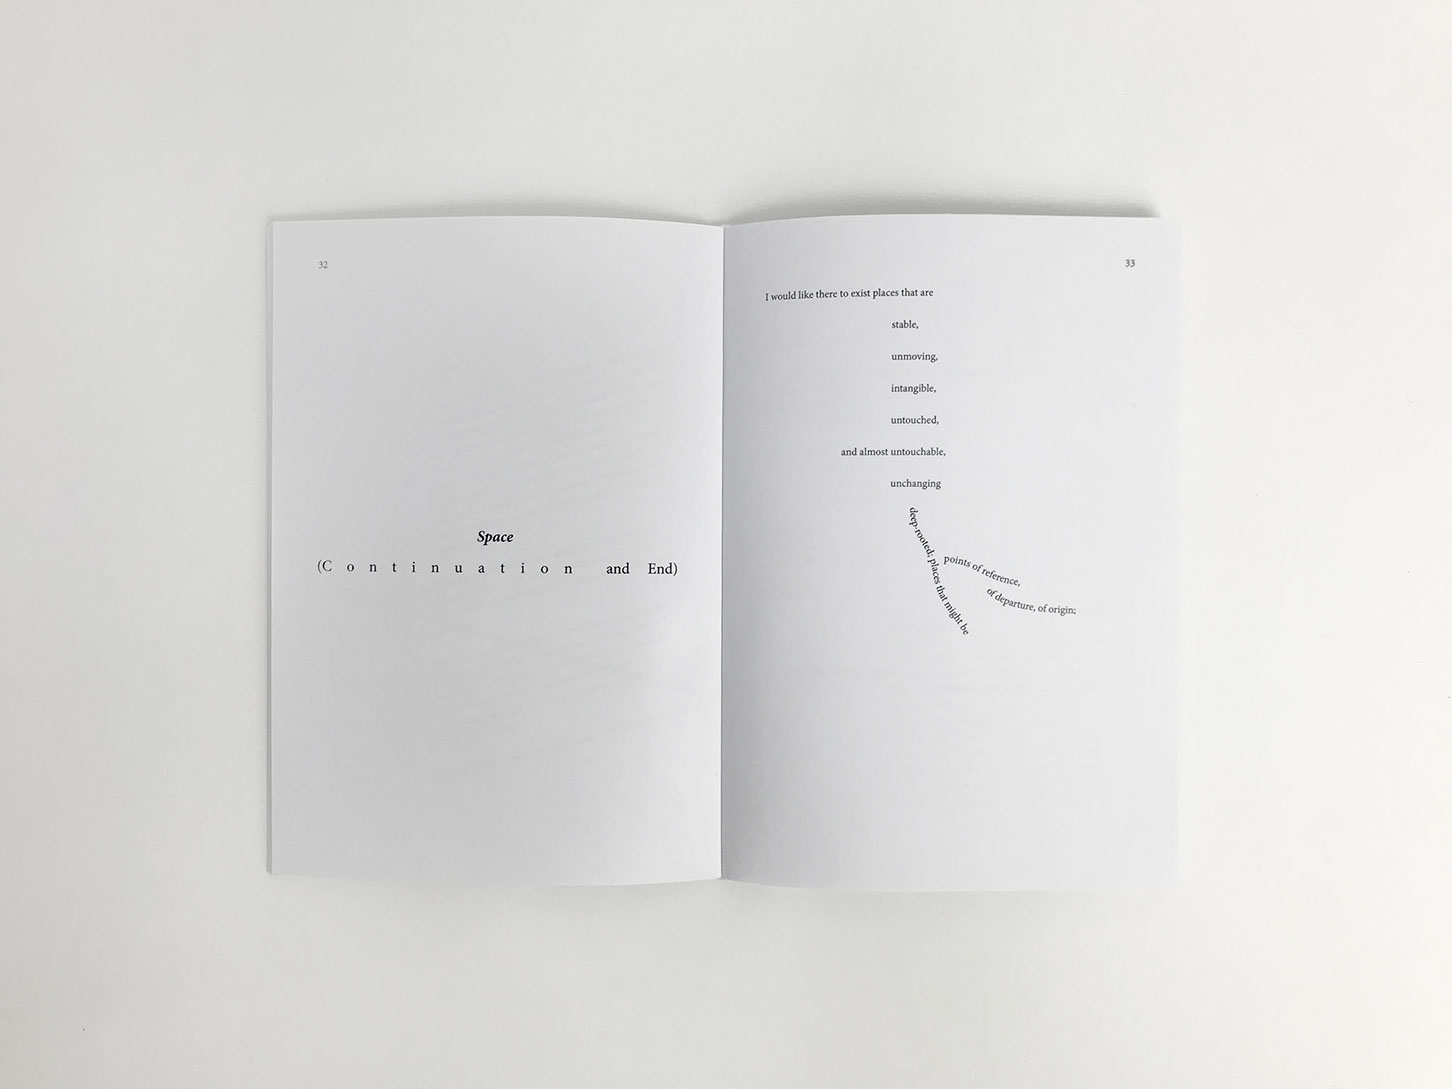 32
Space
(Continuation and End)
33
I would like there to exist places that are
stable,
unmoving,
intangible,
untouched,
and almost untouchable,
unchanging
deep-rooted; places that might be
points of reference,
of departure, of origin;